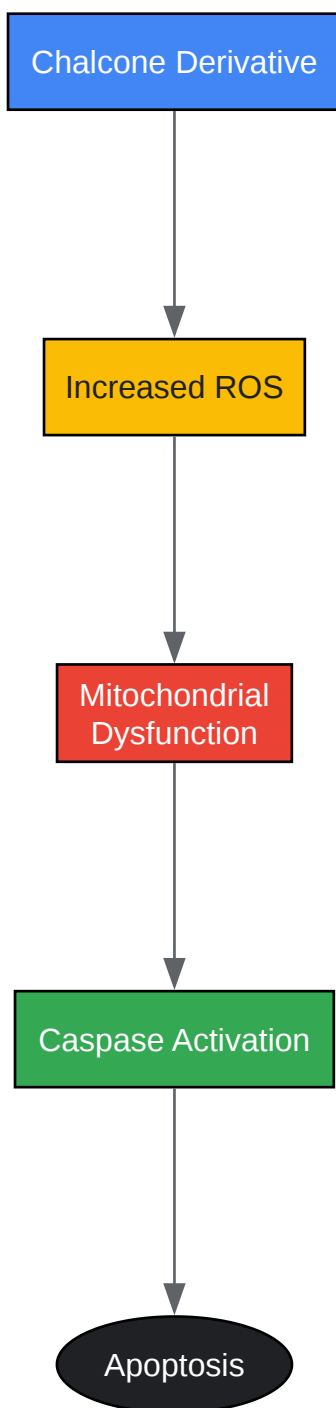 Chalcone Derivative
Increased ROS
Mitochondrial
Dysfunction
Caspase Activation
Apoptosis